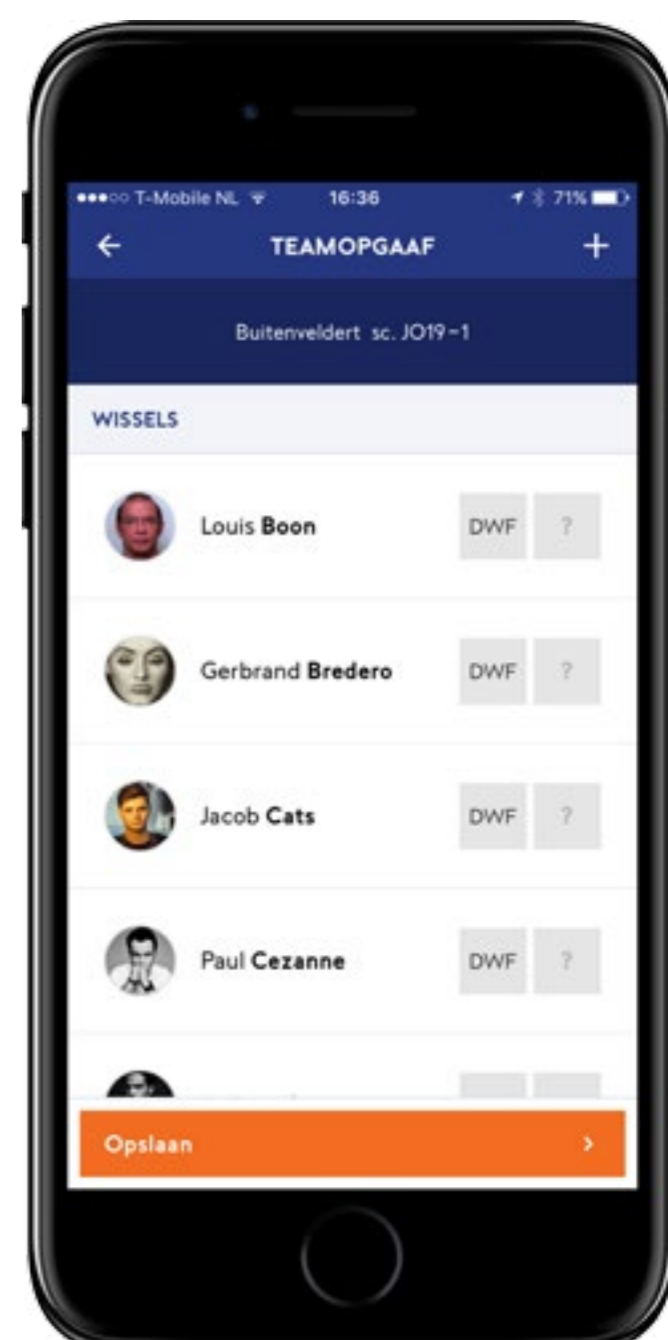 T-Mobile NL 16:36 71%
TEAMOPGAAF
Buitenveldert sc. JO19-1
WISSELS
Louis Boon DWF ?
Gerbrand Bredero DWF ?
Jacob Cats DWF ?
Paul Cezanne DWF ?
Opslaan